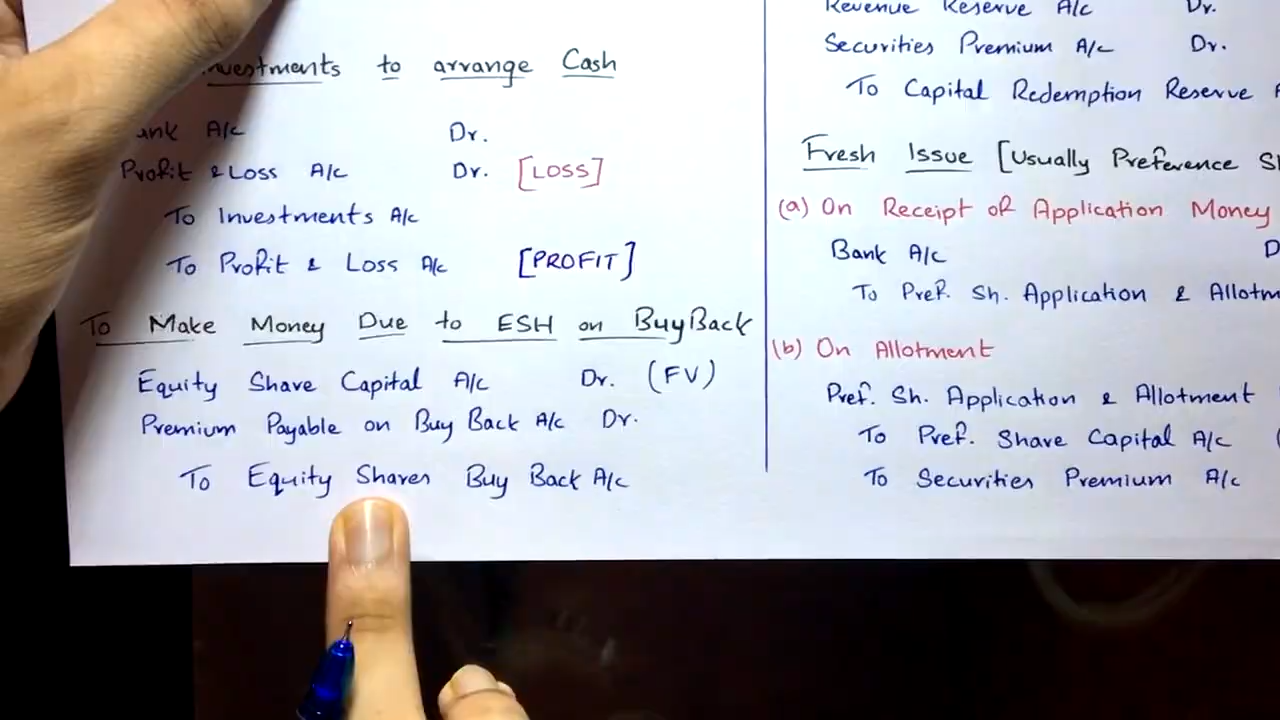 to arrange Cash
A/c Dr.
Profit & Loss A/c Dr. [LOSS]
To Investments A/c
To Profit & Loss A/c [PROFIT]
To Make Money Due to ESH on BuyBack
Equity Share Capital A/c Dr. (FV)
Premium Payable on Buy Back A/c Dr.
To Equity Shares Buy Back A/c
Revenue Reserve A/c Dr.
Securities Premium A/c Dr.
To Capital Redemption Reserve
Fresh Issue [Usually Preference
(a) On Receipt of Application Money
Bank A/c
To Pref. Sh. Application &
(b) On Allotment
Pref. Sh. Application & Allotment
To Pref. Share Capital A/c
To Securities Premium A/c